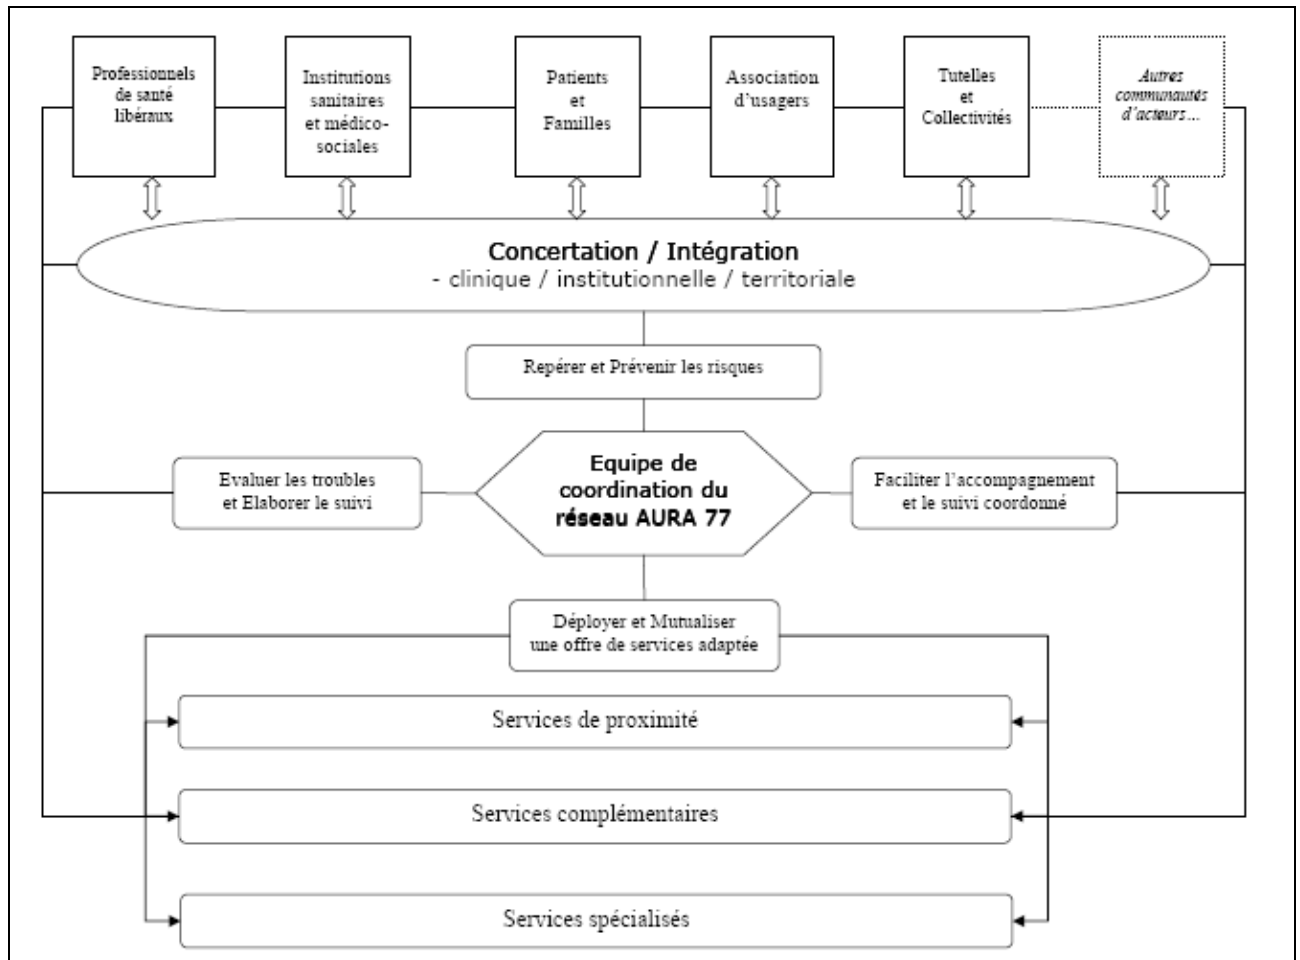 Professionnels
de santé
libéraux
Institutions
sanitaires
et médico-
sociales
Patients
et
Familles
Association
d'usagers
Tutelles
et
Collectivités
Autres
communautés
d'acteurs...
Concertation / Intégration
- clinique / institutionnelle / territoriale
Repérer et Prévenir les risques
Evaluer les troubles
et Elaborer le suivi
Equipe de
coordination du
réseau AURA 77
Faciliter l'accompagnement
et le suivi coordonné
Déployer et Mutualiser
une offre de services adaptée
Services de proximité
Services complémentaires
Services spécialisés